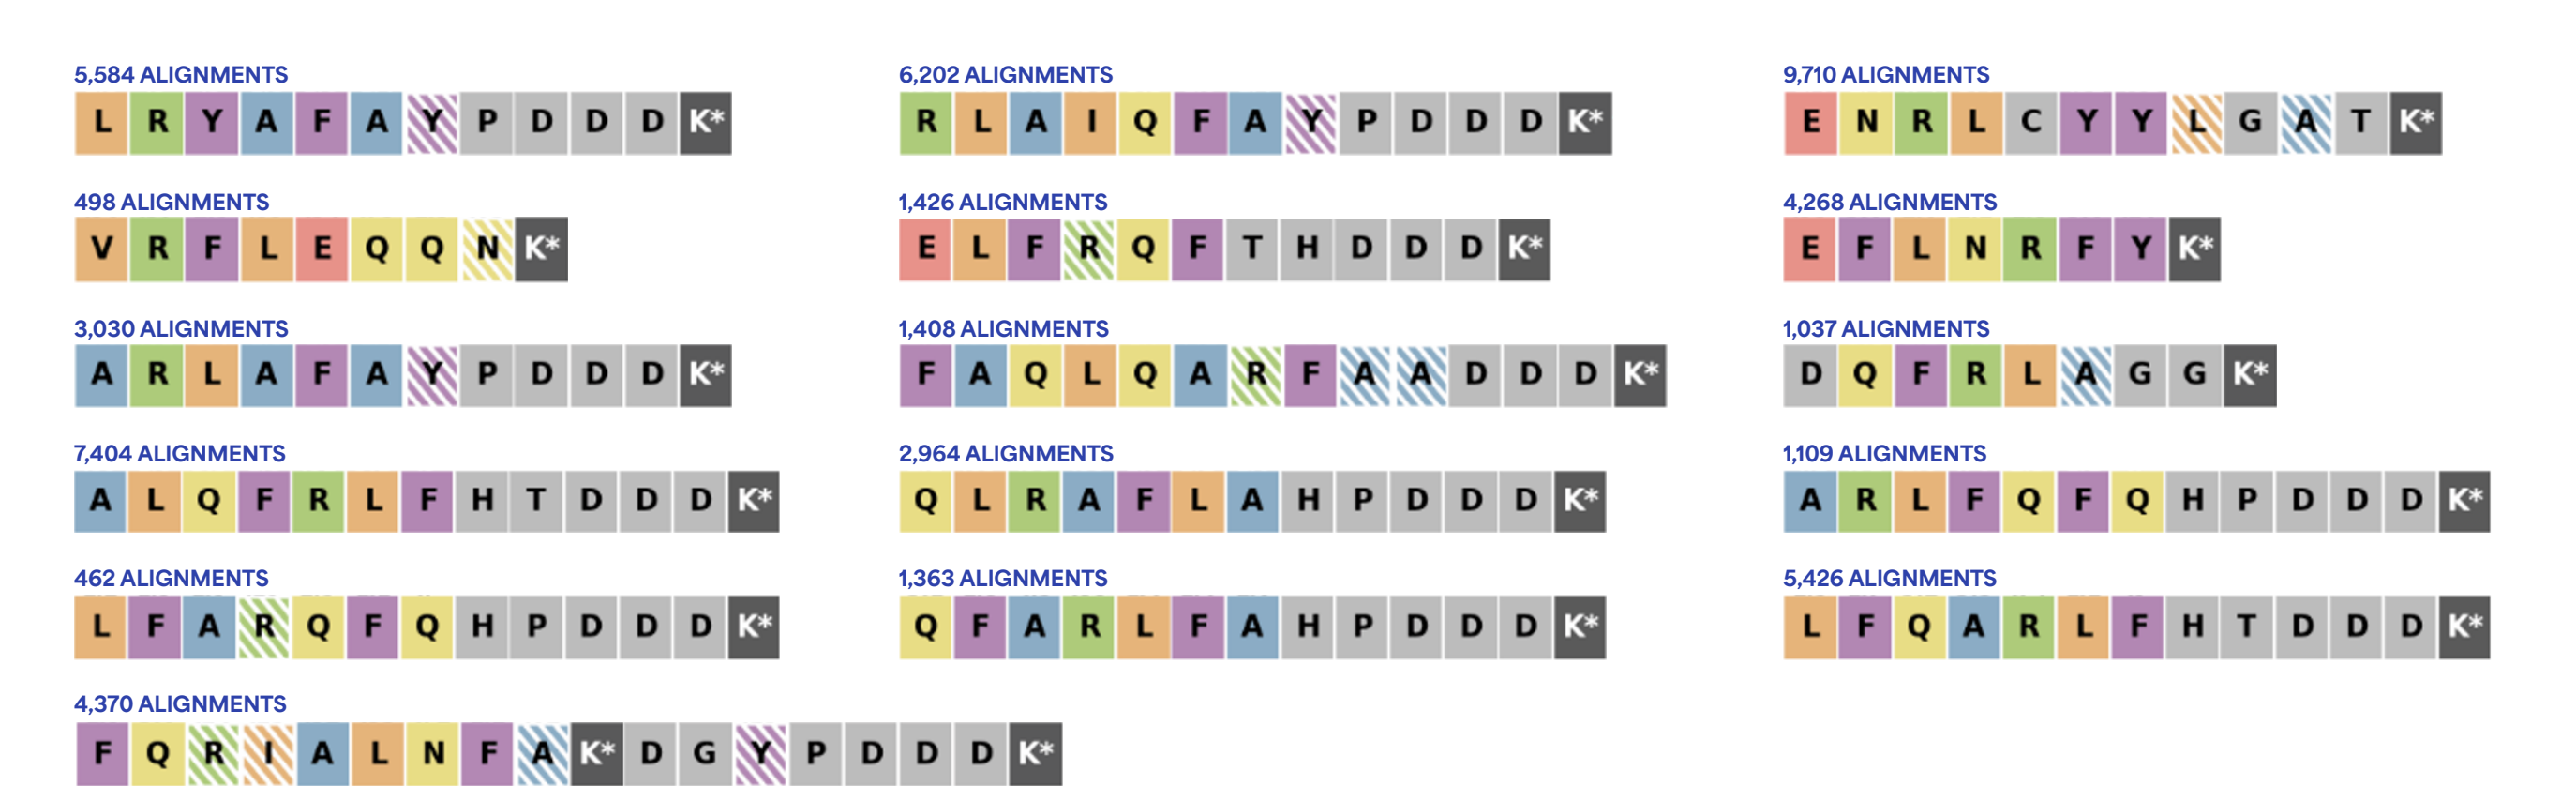 5,584 ALIGNMENTS
L R Y A F A Y P D D D K*
6,202 ALIGNMENTS
R L A I Q F A Y P D D D K*
9,710 ALIGNMENTS
E N R L C Y Y L G A T K*
498 ALIGNMENTS
V R F L E Q Q N K*
1,426 ALIGNMENTS
E L F R Q F T H D D D K*
4,268 ALIGNMENTS
E F L N R F Y K*
3,030 ALIGNMENTS
A R L A F A Y P D D D K*
1,408 ALIGNMENTS
F A Q L Q A R F A A D D D K*
1,037 ALIGNMENTS
D Q F R L A G G K*
7,404 ALIGNMENTS
A L Q F R L F H T D D D K*
2,964 ALIGNMENTS
Q L R A F L A H P D D D K*
1,109 ALIGNMENTS
A R L F Q F Q H P D D D K*
462 ALIGNMENTS
L F A R Q F Q H P D D D K*
1,363 ALIGNMENTS
Q F A R L F A H P D D D K*
5,426 ALIGNMENTS
L F Q A R L F H T D D D K*
4,370 ALIGNMENTS
F Q R I A L N F A K* D G Y P D D D K*